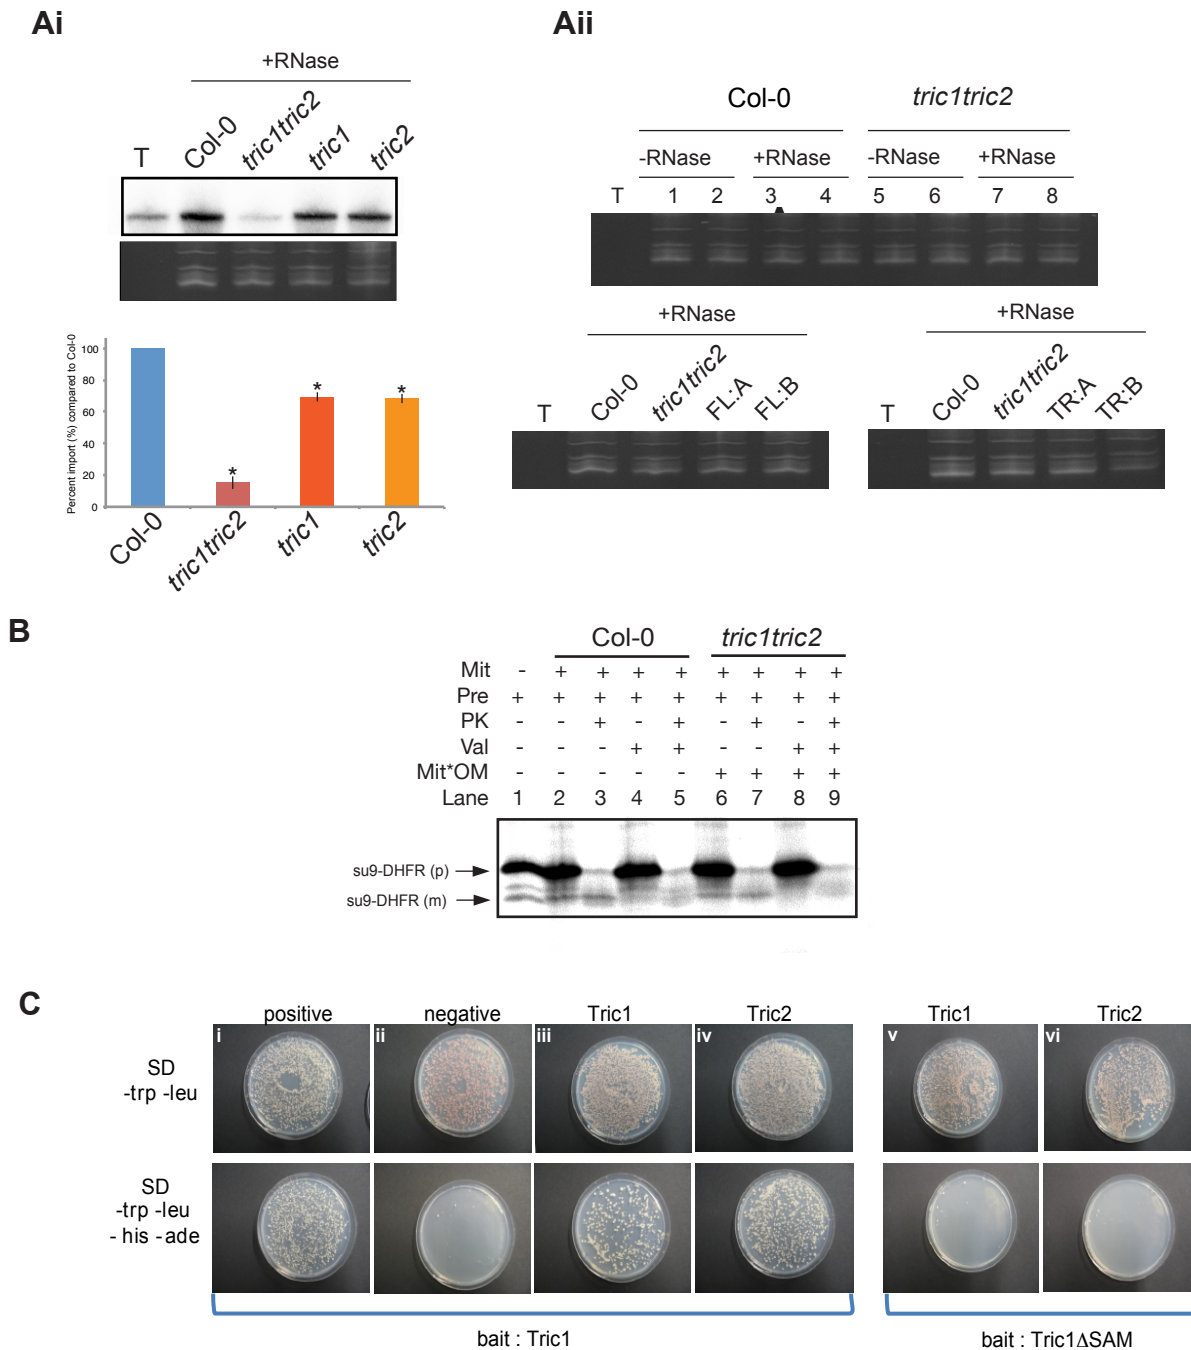 Ai
+RNase
T Col-0 tric1tric2 tric1 tric2
Percent import (%) compared to Col-0
100
80
60
40
20
0
* * *
Col-0 tric1tric2 tric1 tric2
Aii
Col-0 tric1tric2
-RNase +RNase -RNase +RNase
T 1 2 3 4 5 6 7 8
+RNase
T Col-0 tric1tric2 FL:A FL:B
+RNase
T Col-0 tric1tric2 TR:A TR:B
B
Col-0 tric1tric2
Mit - + + + + + + + +
Pre + + + + + + + + +
PK - - + - + - + - +
Val - - - + + - - + +
Mit*OM - - - - - + + + +
Lane 1 2 3 4 5 6 7 8 9
su9-DHFR (p)
su9-DHFR (m)
C
positive negative Tric1 Tric2 Tric1 Tric2
i ii iii iv v vi
SD
-trp -leu
SD
-trp -leu
- his -ade
bait : Tric1
bait : Tric1ΔSAM